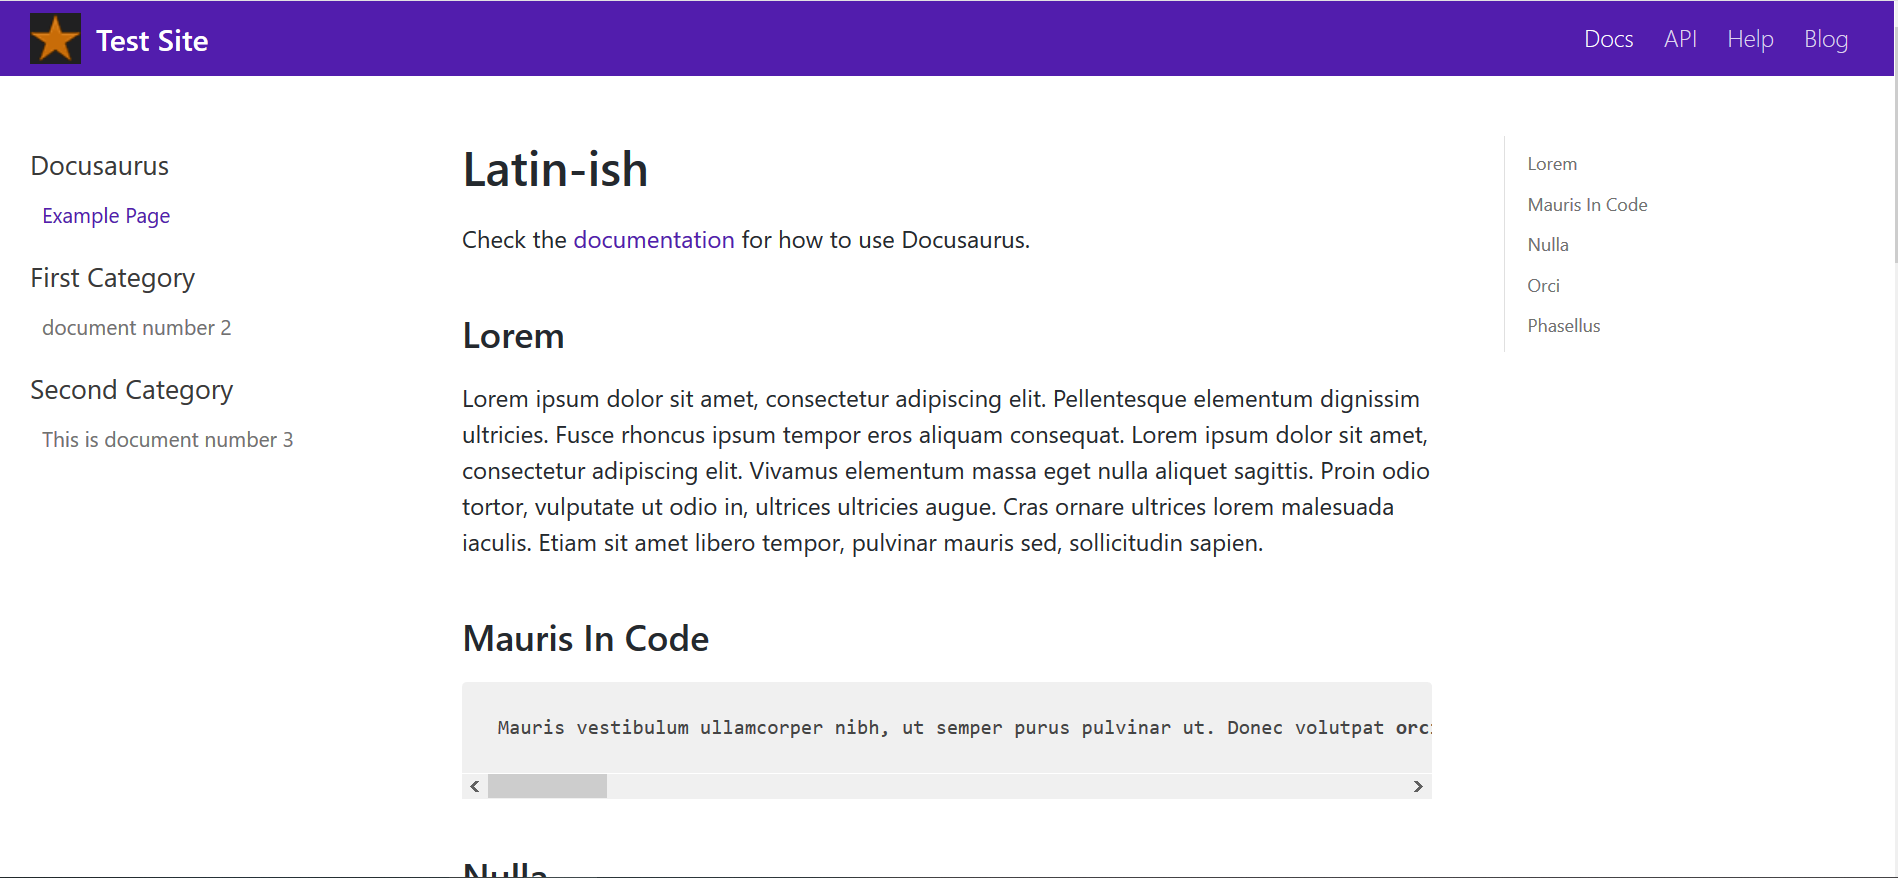 Test Site
Docs
API
Help
Blog
Docusaurus
Example Page
First Category
document number 2
Second Category
This is document number 3
Latin-ish
Check the documentation for how to use Docusaurus.
Lorem
Lorem ipsum dolor sit amet, consectetur adipiscing elit. Pellentesque elementum dignissim
ultricies. Fusce rhoncus ipsum tempor eros aliquam consequat. Lorem ipsum dolor sit amet,
consectetur adipiscing elit. Vivamus elementum massa eget nulla aliquet sagittis. Proin odio
tortor, vulputate ut odio in, ultrices ultricies augue. Cras ornare ultrices lorem malesuada
iaculis. Etiam sit amet libero tempor, pulvinar mauris sed, sollicitudin sapien.
Mauris In Code
Mauris vestibulum ullamcorper nibh, ut semper purus pulvinar ut. Donec volutpat orci
Nulla
Lorem
Mauris In Code
Nulla
Orci
Phasellus